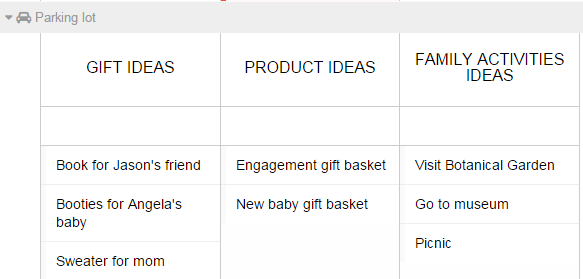 Parking lot
GIFT IDEAS
PRODUCT IDEAS
FAMILY ACTIVITIES
IDEAS
Book for Jason's friend
Engagement gift basket
Visit Botanical Garden
Booties for Angela's
baby
New baby gift basket
Go to museum
Sweater for mom
Picnic